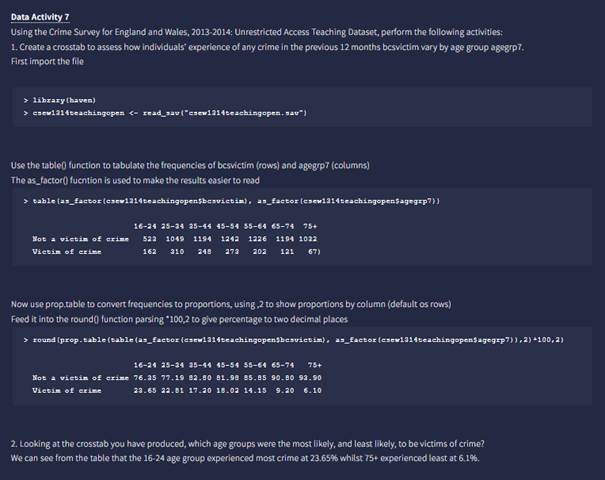 Data Activity 7
Using the Crime Survey for England and Wales, 2013-2014: Unrestricted Access Teaching Dataset, perform the following activities:
1. Create a crosstab to assess how individuals' experience of any crime in the previous 12 months bcsvictim vary by age group agegrp7.
First import the file
> library(haven)
> csew1314teachingopen <- read_sav("csew1314teachingopen.sav")
Use the table() function to tabulate the frequencies of bcsvictim (rows) and agegrp7 (columns)
The as_factor() fucntion is used to make the results easier to read
> table(as_factor(csew1314teachingopen$bcsvictim), as_factor(csew1314teachingopen$agegrp7))
16-24 25-34 35-44 45-54 55-64 65-74 75+
Not a victim of crime 523 1049 1194 1242 1226 1194 1032
Victim of crime 162 310 248 273 202 121 67)
Now use prop.table to convert frequencies to proportions, using ,2 to show proportions by column (default os rows)
Feed it into the round() function parsing *100,2 to give percentage to two decimal places
> round(prop.table(table(as_factor(csew1314teachingopen$bcsvictim), as_factor(csew1314teachingopen$agegrp7)),2)*100,2)
16-24 25-34 35-44 45-54 55-64 65-74 75+
Not a victim of crime 76.35 77.19 82.80 81.98 85.85 90.80 93.90
Victim of crime 23.65 22.81 17.20 18.02 14.15 9.20 6.10
2. Looking at the crosstab you have produced, which age groups were the most likely, and least likely, to be victims of crime?
We can see from the table that the 16-24 age group experienced most crime at 23.65% whilst 75+ experienced least at 6.1%.